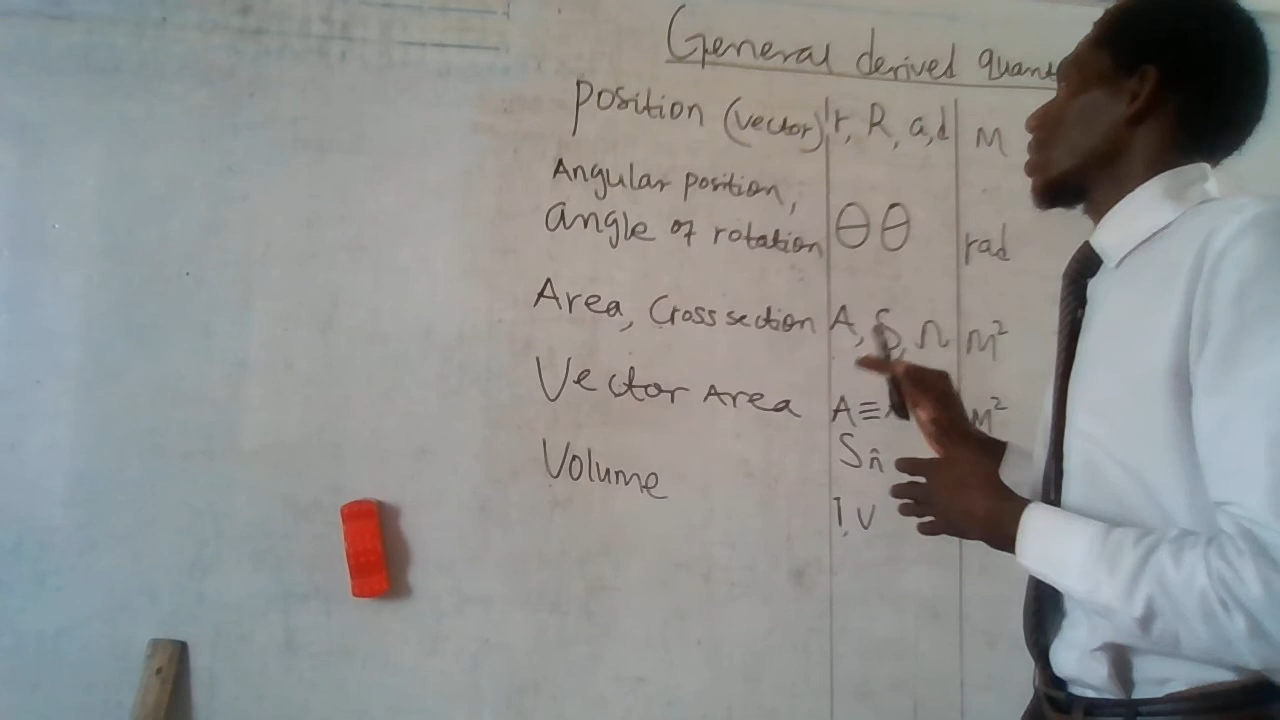 General derived quant
Position (vector) r, R, a, d M
Angular position,
angle of rotation θ θ rad
Area, Cross section A, S, Ω M²
Vector Area A ≡ M²
Sn̂
Volume τ, V